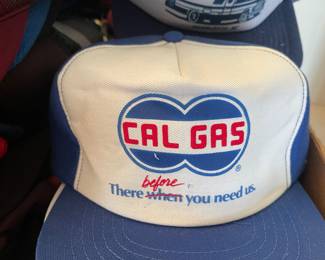 CAL GAS
®
before
There when you need us.